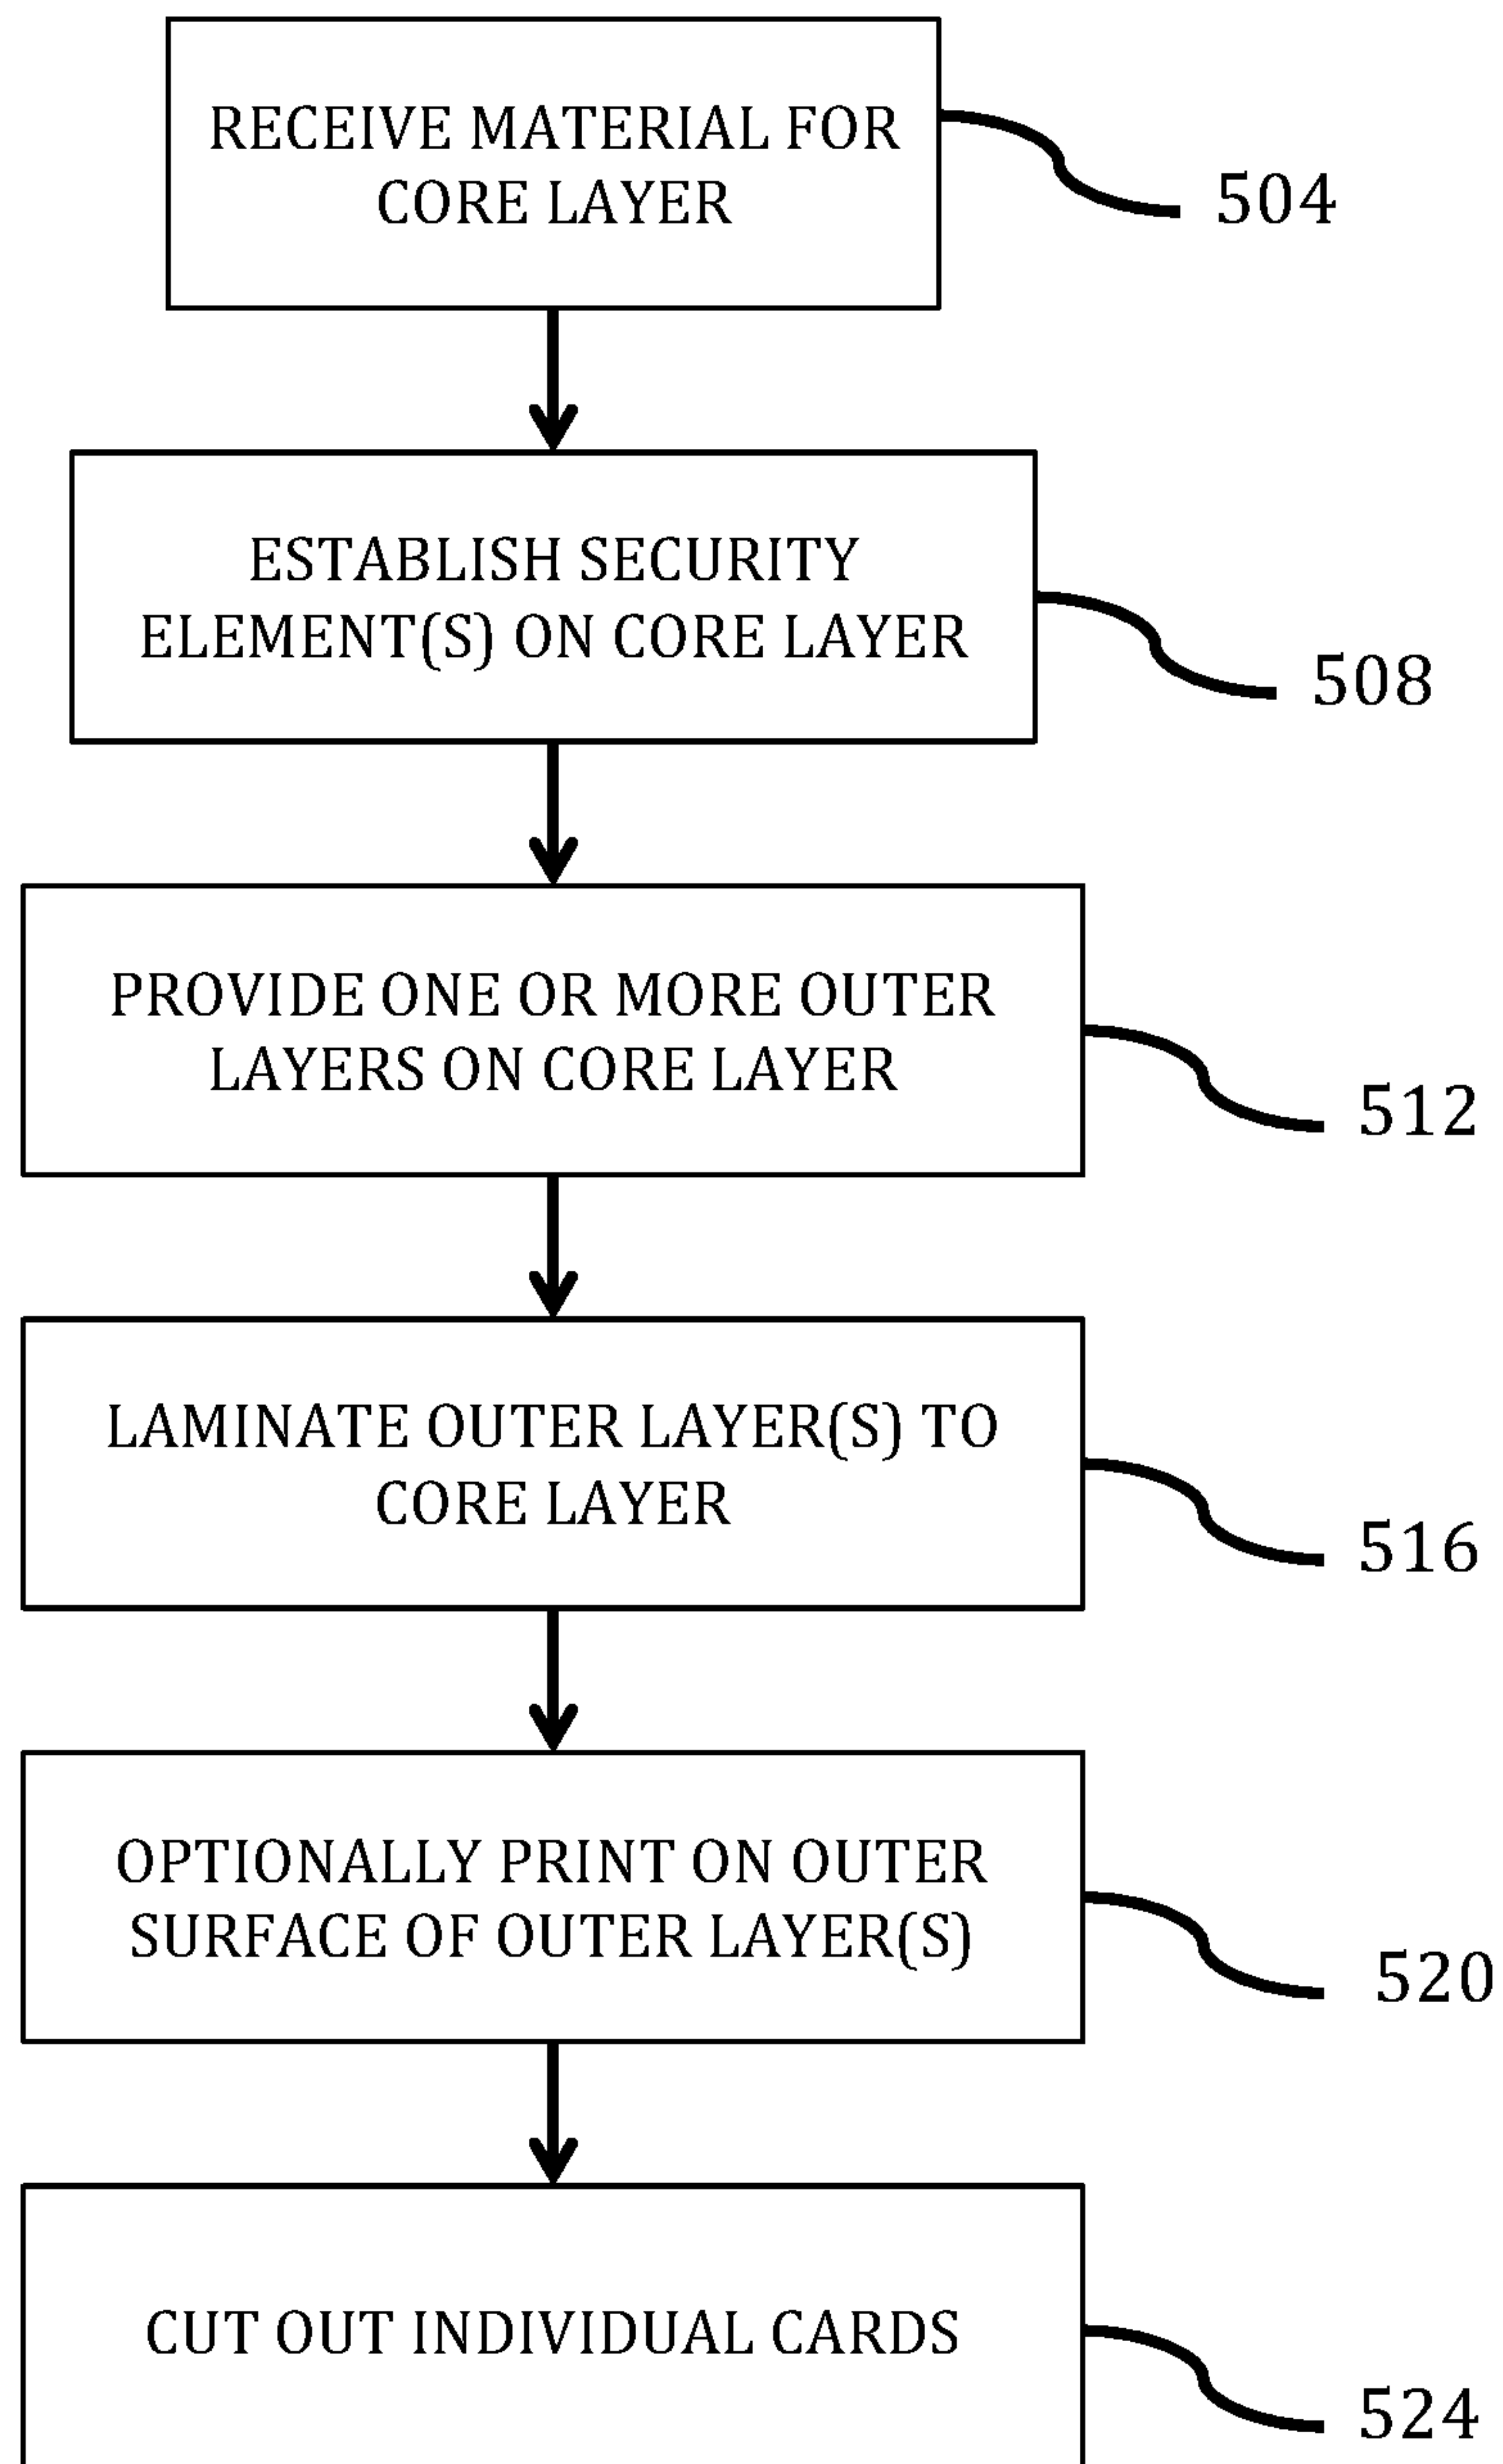 RECEIVE MATERIAL FOR
CORE LAYER
504
ESTABLISH SECURITY
ELEMENT(S) ON CORE LAYER
508
PROVIDE ONE OR MORE OUTER
LAYERS ON CORE LAYER
512
LAMINATE OUTER LAYER(S) TO
CORE LAYER
516
OPTIONALLY PRINT ON OUTER
SURFACE OF OUTER LAYER(S)
520
CUT OUT INDIVIDUAL CARDS
524